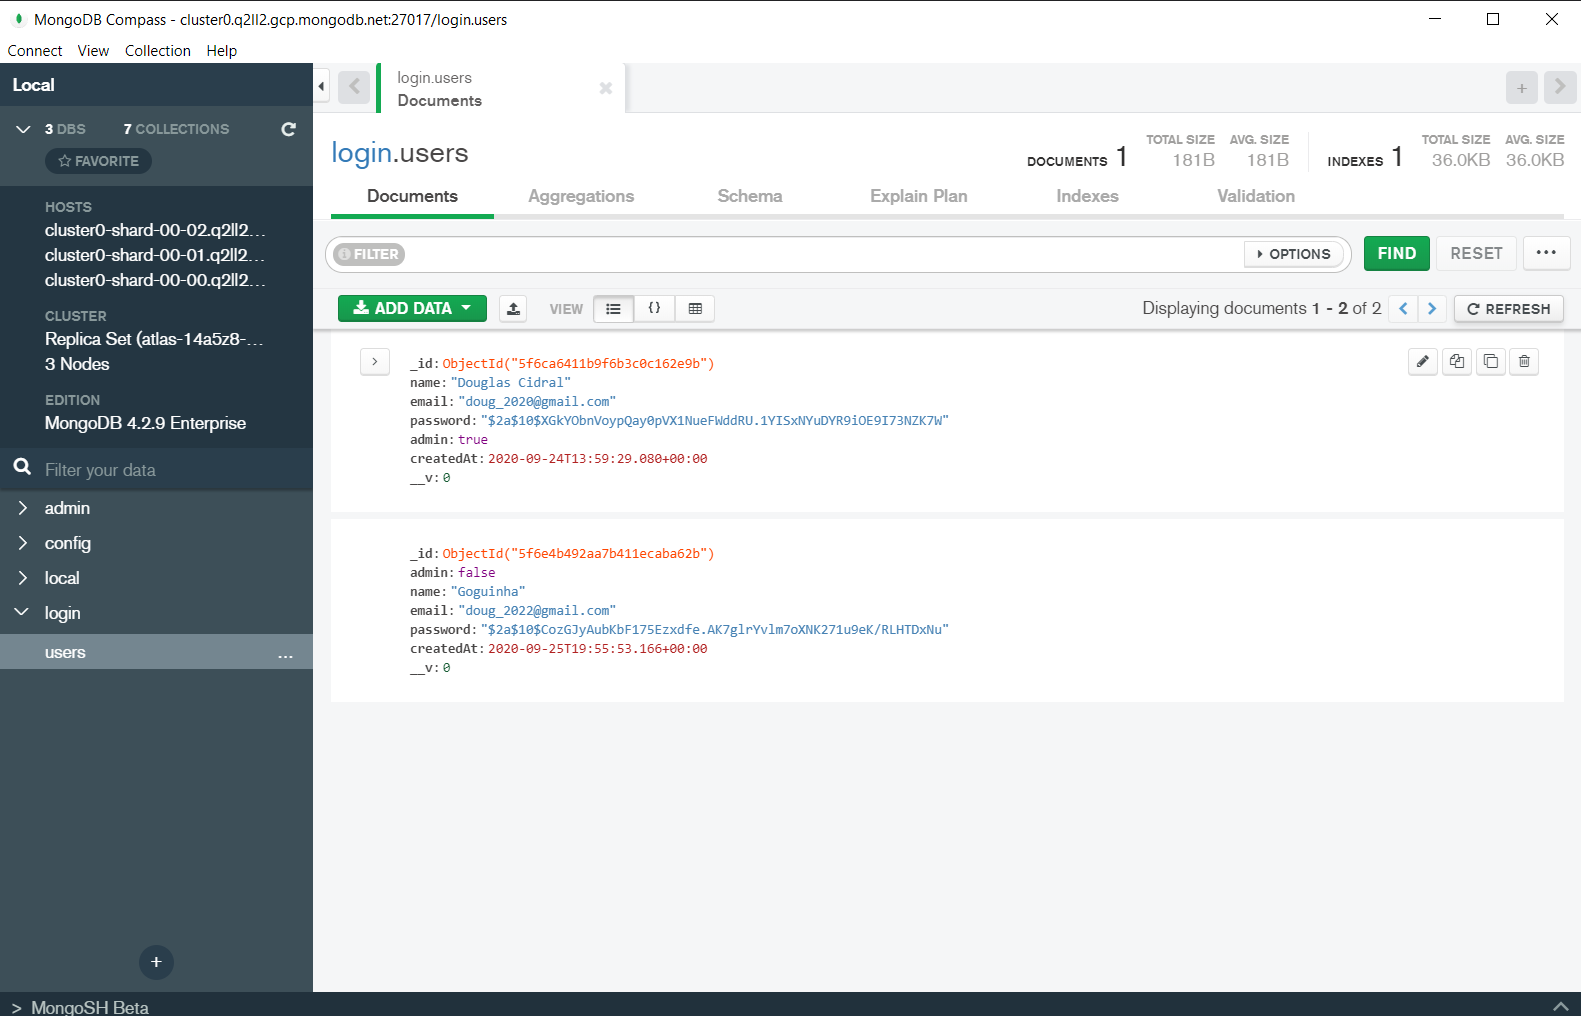 MongoDB Compass - cluster0.q2ll2.gcp.mongodb.net:27017/login.users
Connect View Collection Help
Local
3 DBS 7 COLLECTIONS
FAVORITE
HOSTS
cluster0-shard-00-02.q2ll2...
cluster0-shard-00-01.q2ll2...
cluster0-shard-00-00.q2ll2...
CLUSTER
Replica Set (atlas-14a5z8-...
3 Nodes
EDITION
MongoDB 4.2.9 Enterprise
Filter your data
admin
config
local
login
users ...
login.users
Documents
login.users
DOCUMENTS 1
TOTAL SIZE AVG. SIZE
181B 181B
INDEXES 1
TOTAL SIZE AVG. SIZE
36.0KB 36.0KB
Documents Aggregations Schema Explain Plan Indexes Validation
FILTER
OPTIONS
FIND RESET ...
ADD DATA VIEW {} Displaying documents 1 - 2 of 2 REFRESH
_id:ObjectId("5f6ca6411b9f6b3c0c162e9b")
name:"Douglas Cidral"
email:"doug_2020@gmail.com"
password:"$2a$10$XGkYObnVoypQay0pVX1NueFWddRU.1YISxNYuDYR9iOE9I73NZK7W"
admin:true
createdAt:2020-09-24T13:59:29.080+00:00
__v:0
_id:ObjectId("5f6e4b492aa7b411ecaba62b")
admin:false
name:"Goguinha"
email:"doug_2022@gmail.com"
password:"$2a$10$CozGJyAubKbF175Ezxdfe.AK7glrYvlm7oXNK271u9eK/RLHTDxNu"
createdAt:2020-09-25T19:55:53.166+00:00
__v:0
> MongoSH Beta